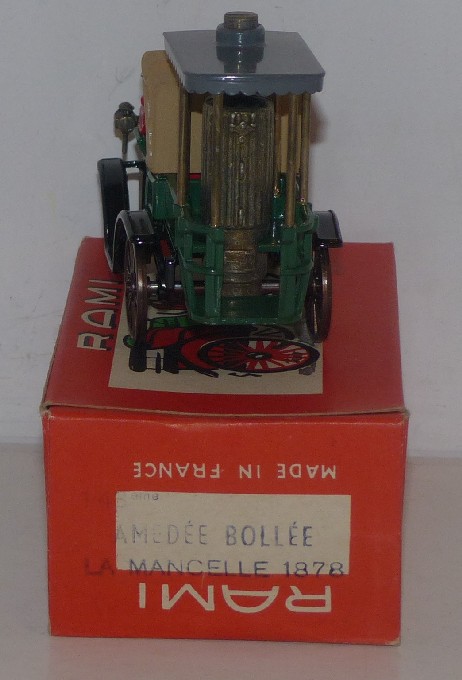 RAMI
MADE IN FRANCE
AMEDÉE BOLLÉE
LA MANCELLE 1878
RAMI